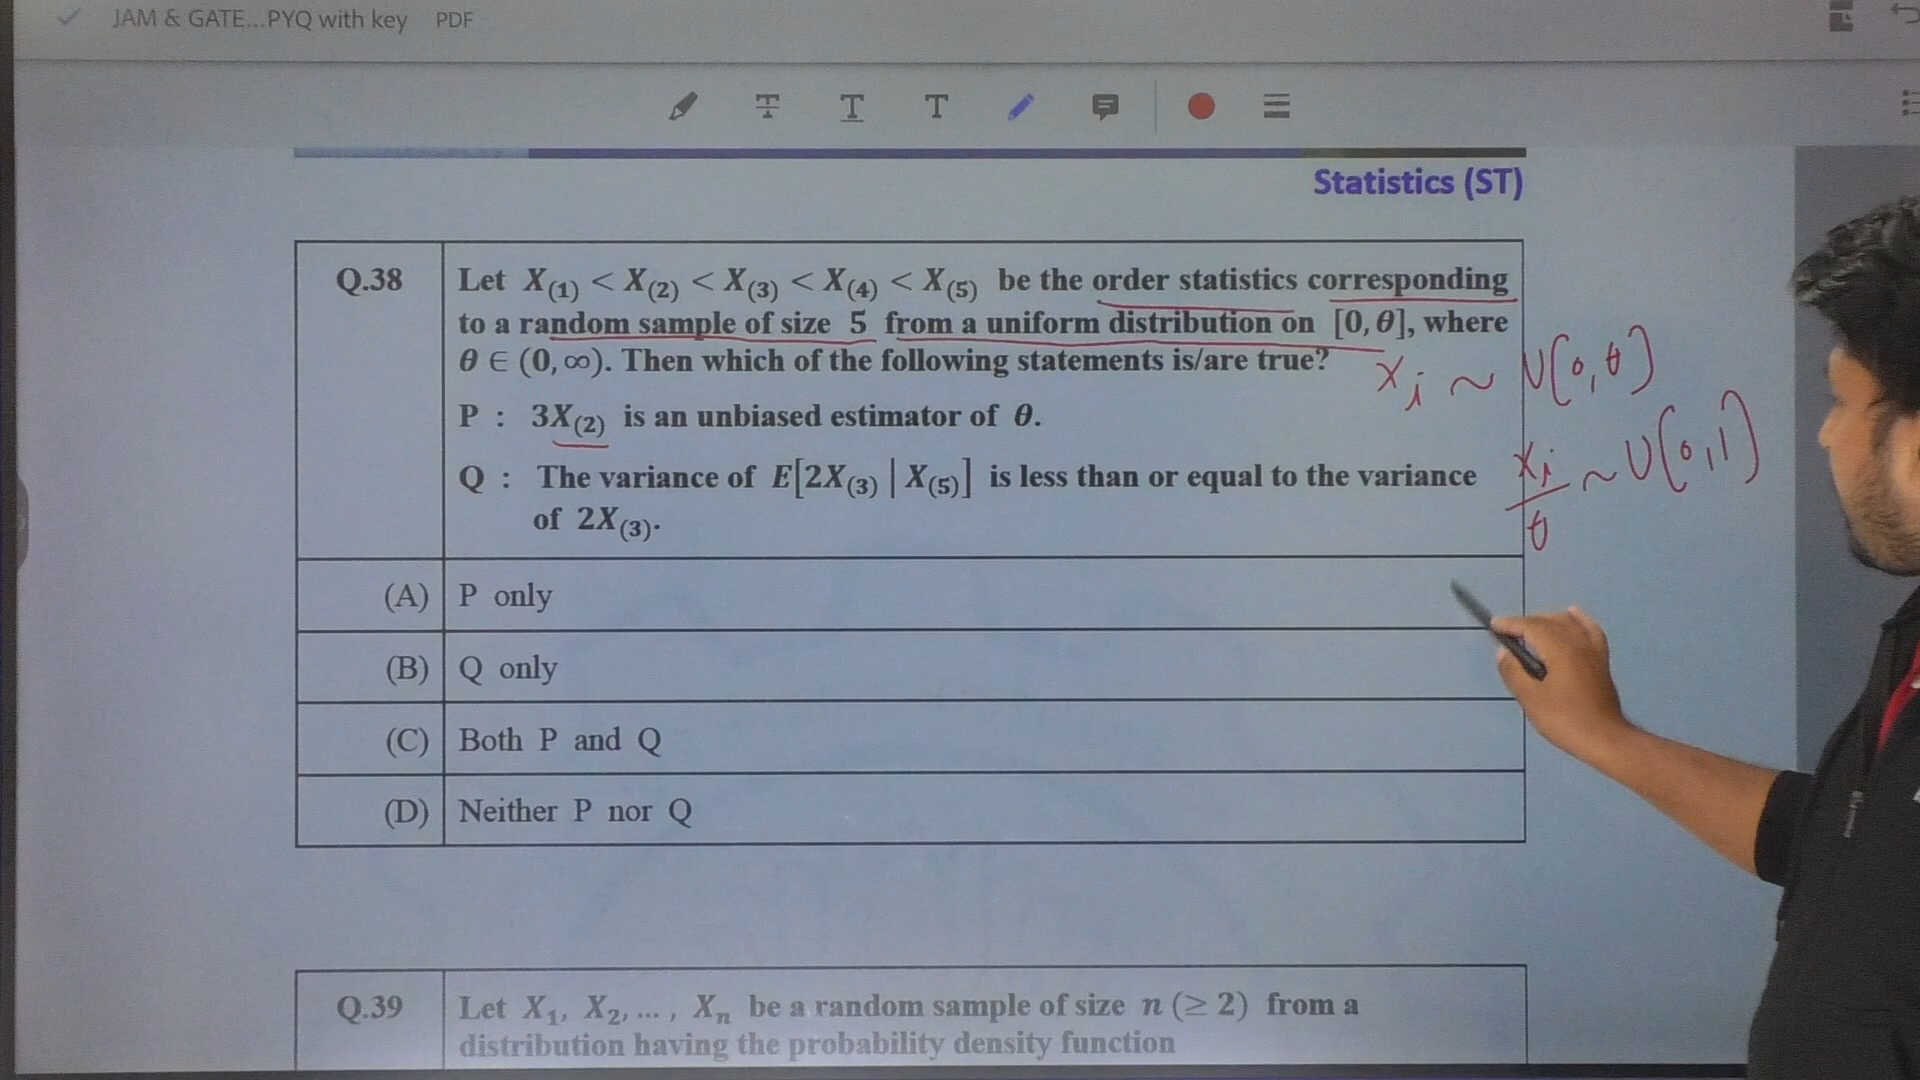 JAM & GATE...PYQ with key PDF
Statistics (ST)
Q.38 Let X(1) < X(2) < X(3) < X(4) < X(5) be the order statistics corresponding
to a random sample of size 5 from a uniform distribution on [0, θ], where
θ ∈ (0, ∞). Then which of the following statements is/are true?
Xi ~ U[0, θ]
P : 3X(2) is an unbiased estimator of θ.
Q : The variance of E[2X(3) | X(5)] is less than or equal to the variance
of 2X(3).
Xi/θ ~ U[0,1]
(A) P only
(B) Q only
(C) Both P and Q
(D) Neither P nor Q
Q.39 Let X1, X2, ... , Xn be a random sample of size n (≥ 2) from a
distribution having the probability density function